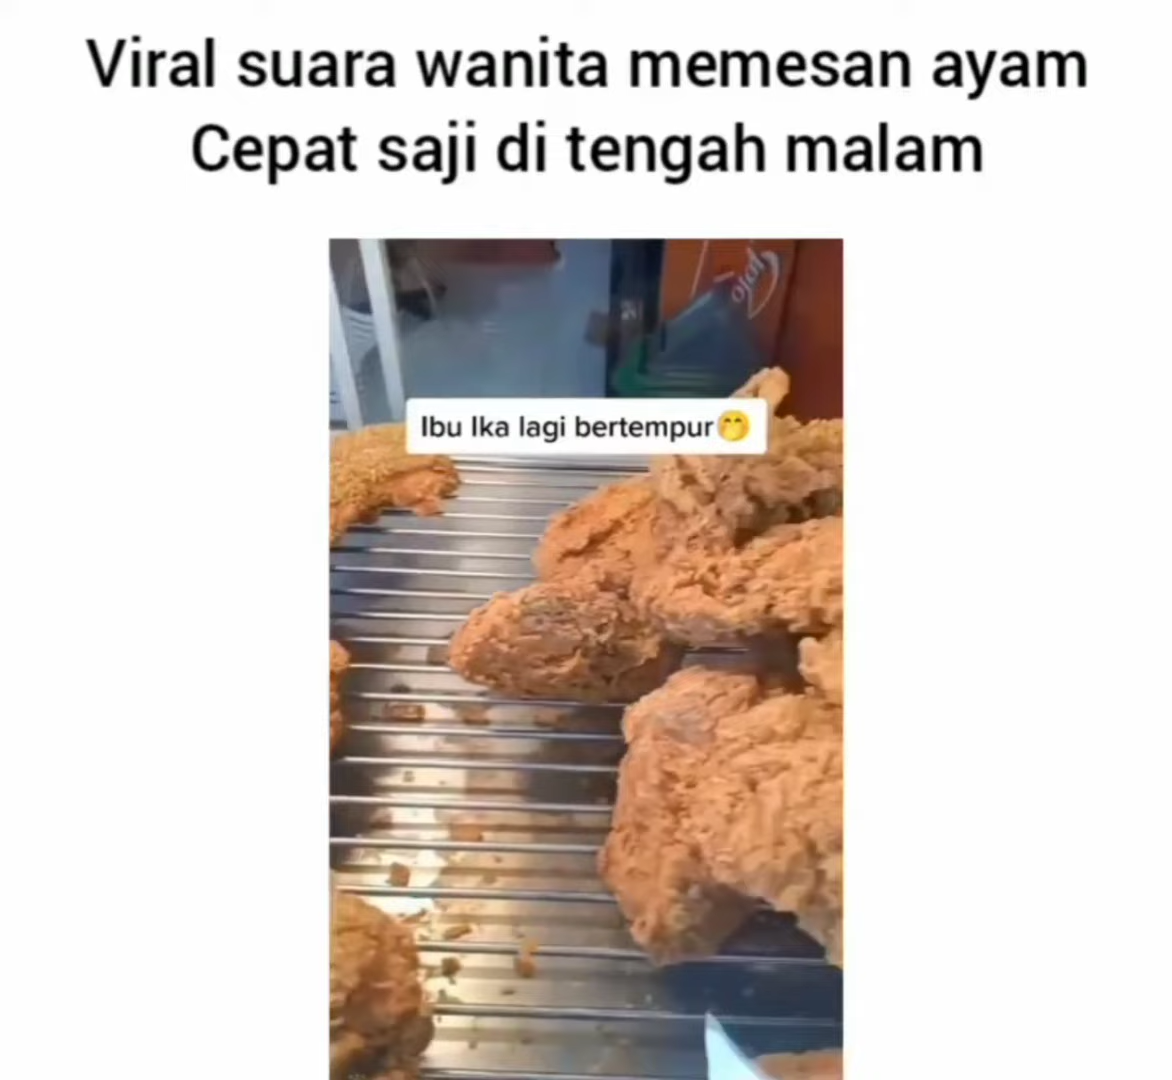 Viral suara wanita memesan ayam
Cepat saji di tengah malam
Ibu Ika lagi bertempur🤭